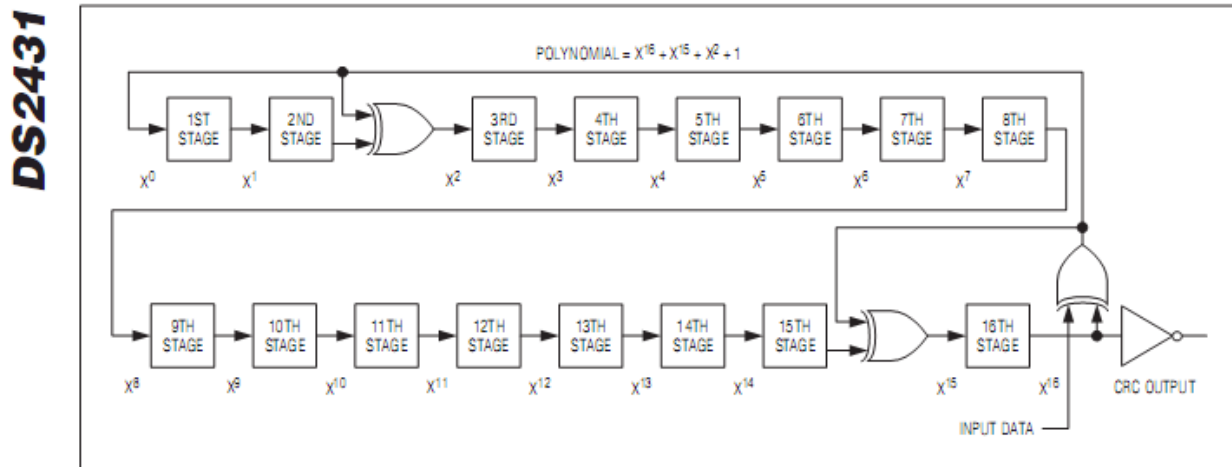 DS2431
POLYNOMIAL = X16 + X15 + X2 + 1
1ST STAGE
2ND STAGE
3RD STAGE
4TH STAGE
5TH STAGE
6TH STAGE
7TH STAGE
8TH STAGE
X0 X1 X2 X3 X4 X5 X6 X7
9TH STAGE
10TH STAGE
11TH STAGE
12TH STAGE
13TH STAGE
14TH STAGE
15TH STAGE
16TH STAGE
X8 X9 X10 X11 X12 X13 X14 X15 X16
CRC OUTPUT
INPUT DATA